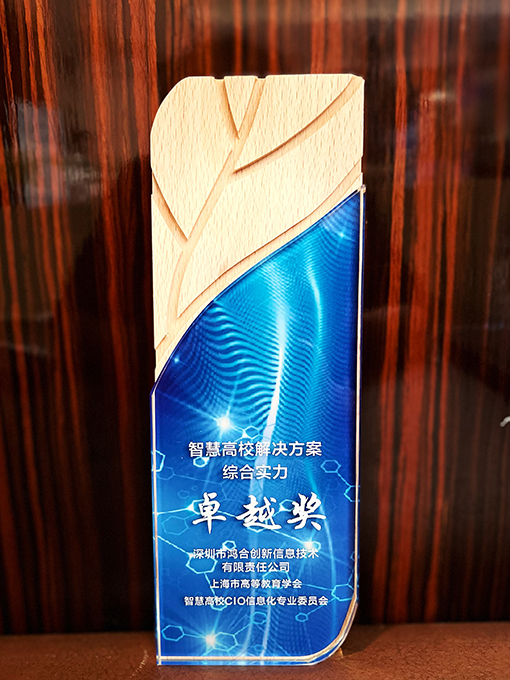 智慧高校解决方案
综合实力
卓越奖
深圳市鸿合创新信息技术
有限责任公司
上海市高等教育学会
智慧高校CIO信息化专业委员会